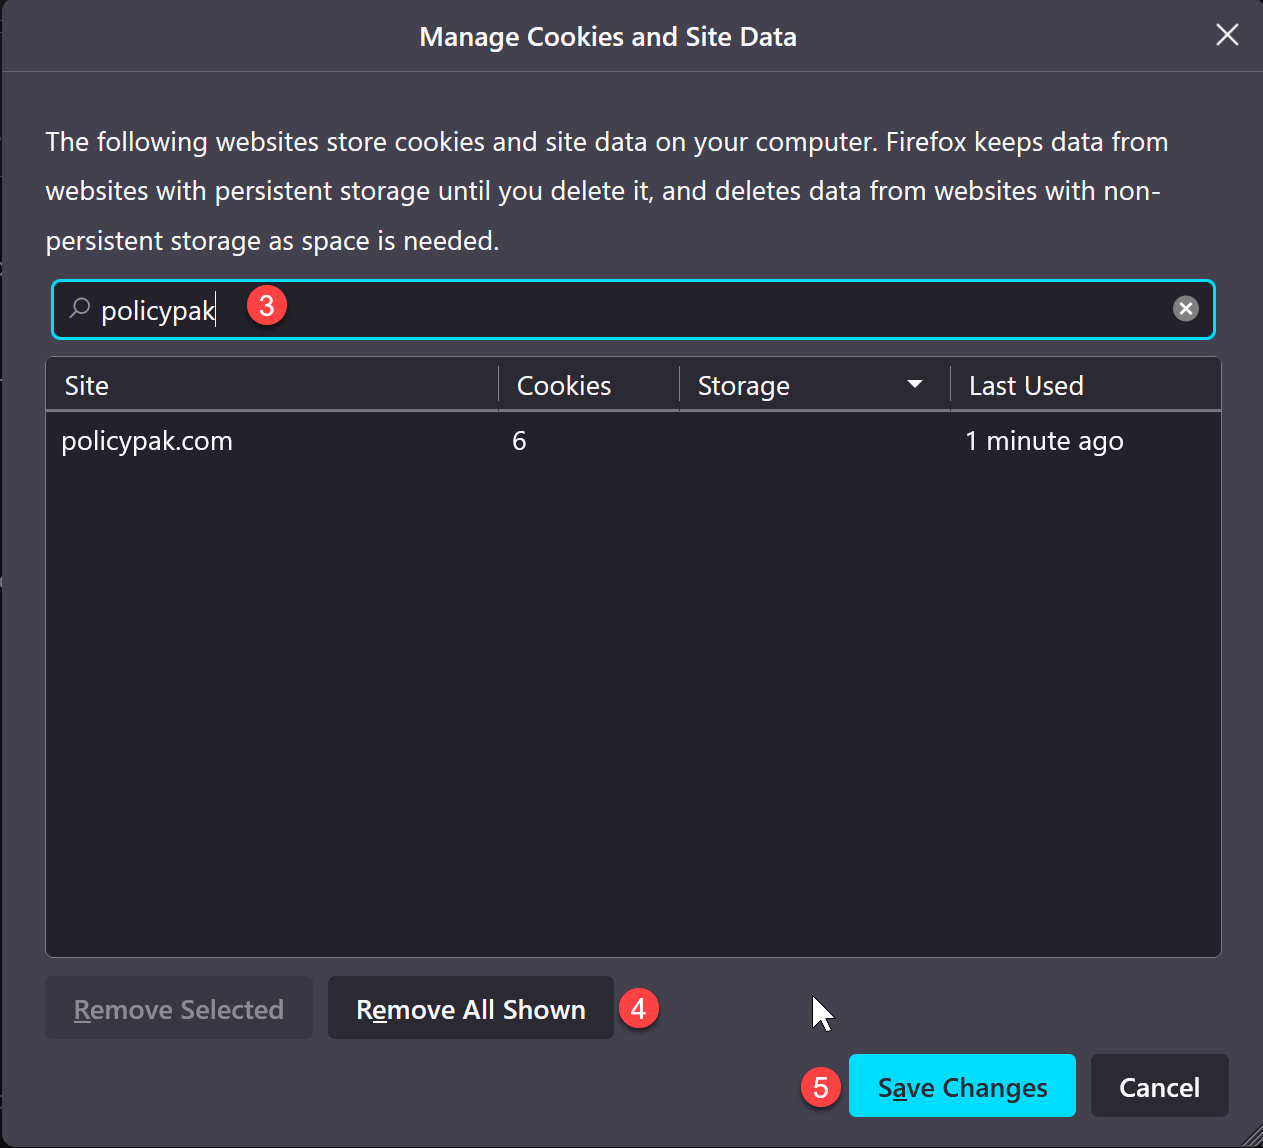 Manage Cookies and Site Data
The following websites store cookies and site data on your computer. Firefox keeps data from
websites with persistent storage until you delete it, and deletes data from websites with non-
persistent storage as space is needed.
policypak 3
Site Cookies Storage Last Used
policypak.com 6 1 minute ago
Remove Selected Remove All Shown 4
5 Save Changes Cancel